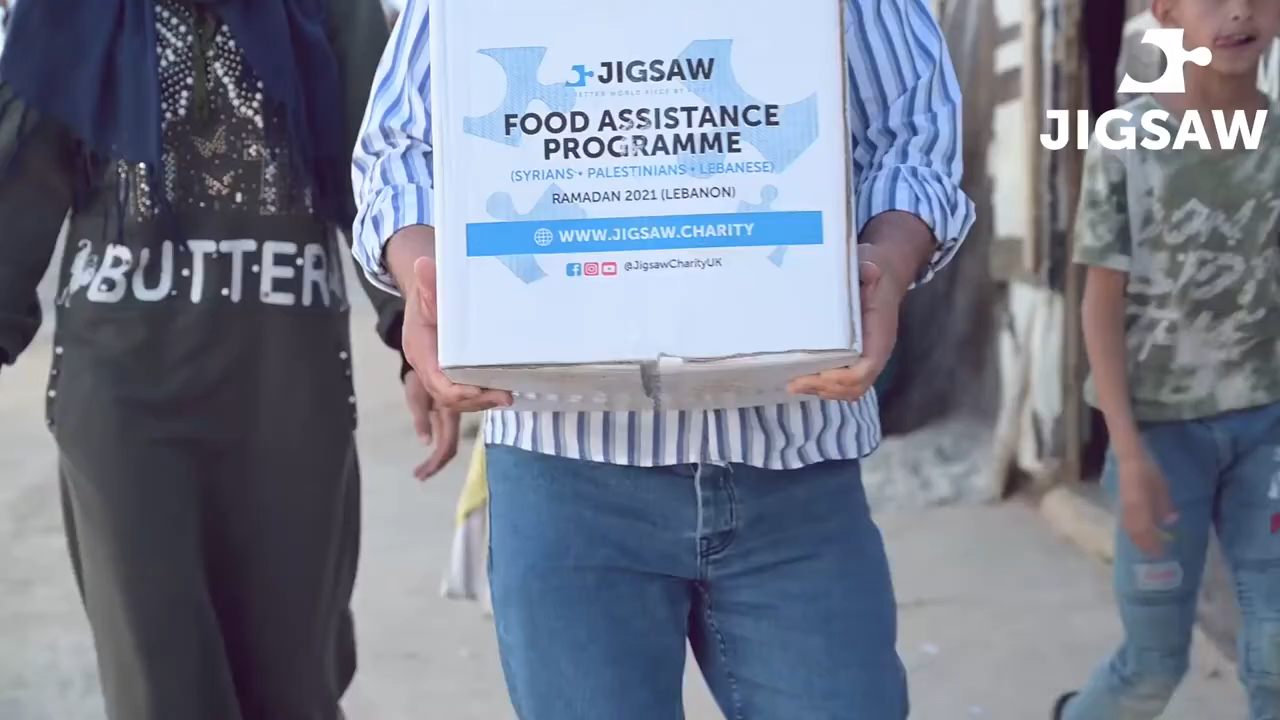 JIGSAW
FOOD ASSISTANCE
PROGRAMME
(SYRIANS • PALESTINIANS • LEBANESE)
RAMADAN 2021 (LEBANON)
WWW.JIGSAW.CHARITY
@JigsawCharityUK
JIGSAW
BUTTER